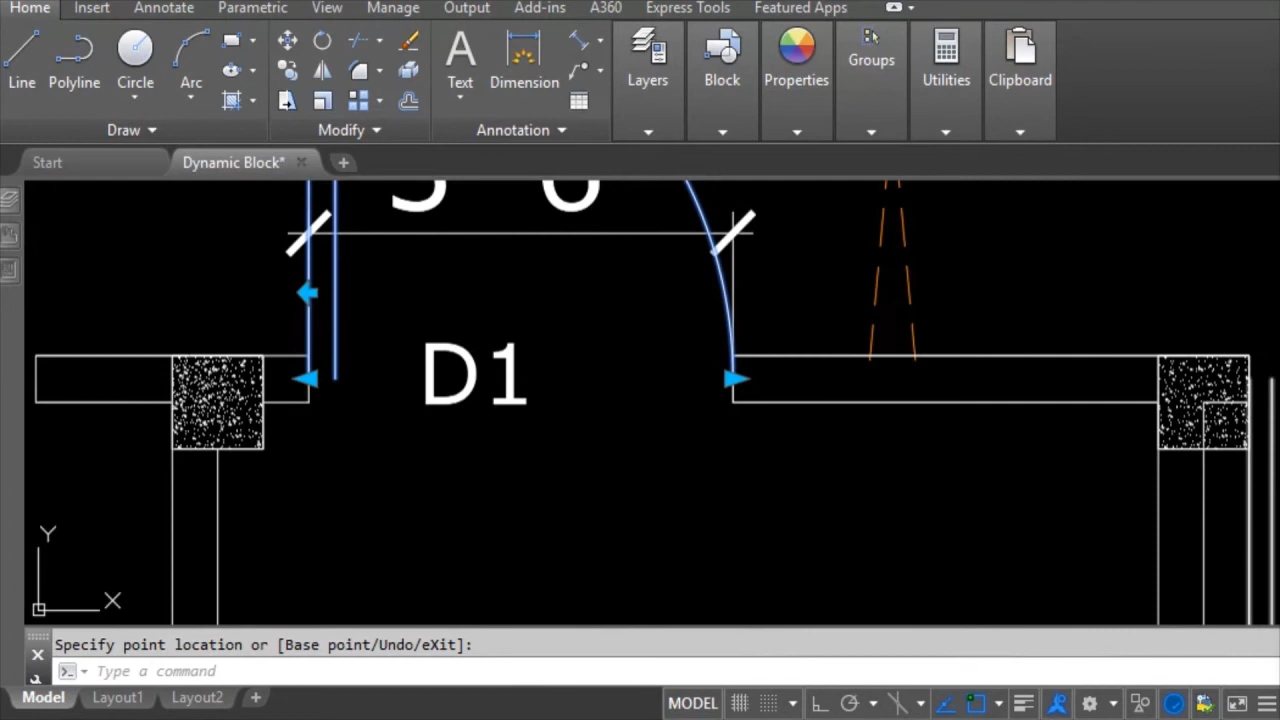 Home Insert Annotate Parametric View Manage Output Add-ins A360 Express Tools Featured Apps
Line Polyline Circle Arc Text Dimension Layers Block Properties Groups Utilities Clipboard
Draw Modify Annotation
Start Dynamic Block*
D1
Y
X
Specify point location or [Base point/Undo/eXit]:
Type a command
Model Layout1 Layout2 MODEL